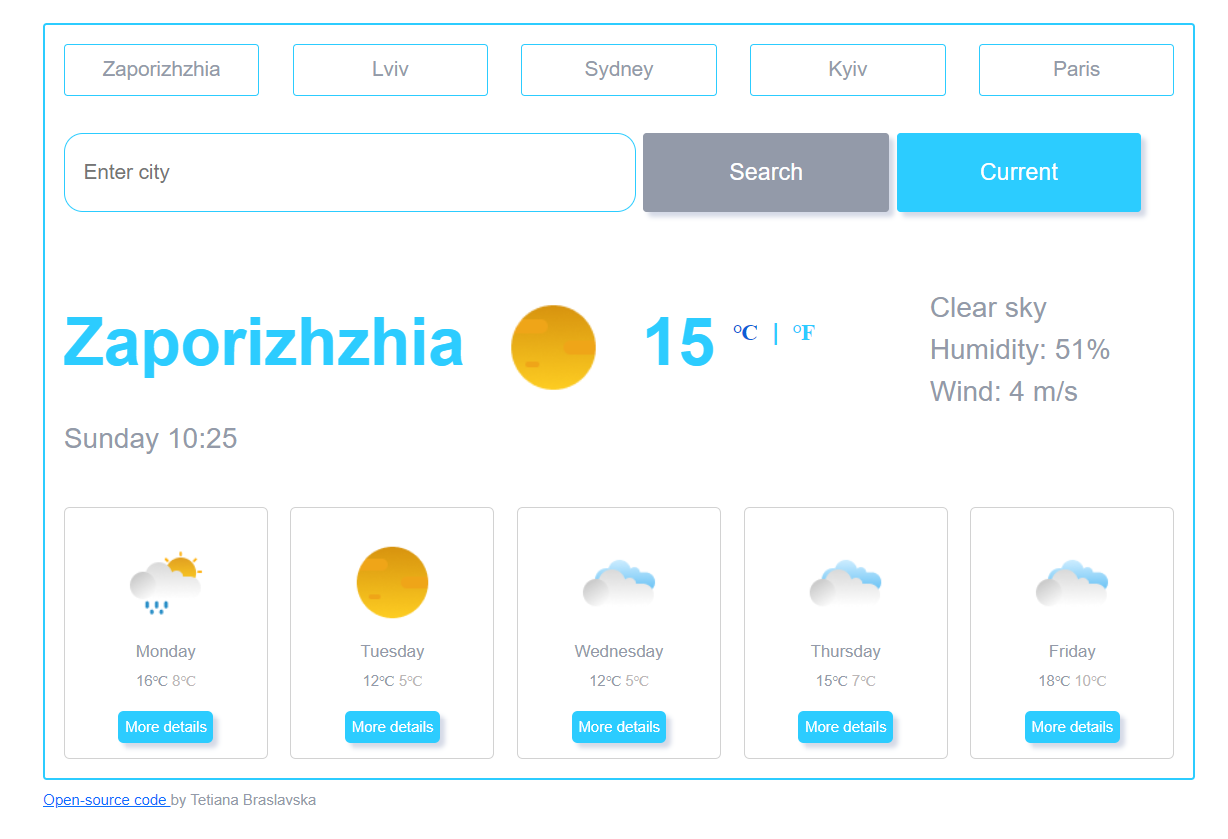 Zaporizhzhia Lviv Sydney Kyiv Paris
Enter city Search Current
Zaporizhzhia 15 °C | °F
Clear sky
Humidity: 51%
Wind: 4 m/s
Sunday 10:25
Monday Tuesday Wednesday Thursday Friday
16°C 8°C 12°C 5°C 12°C 5°C 15°C 7°C 18°C 10°C
More details More details More details More details More details
Open-source code by Tetiana Braslavska